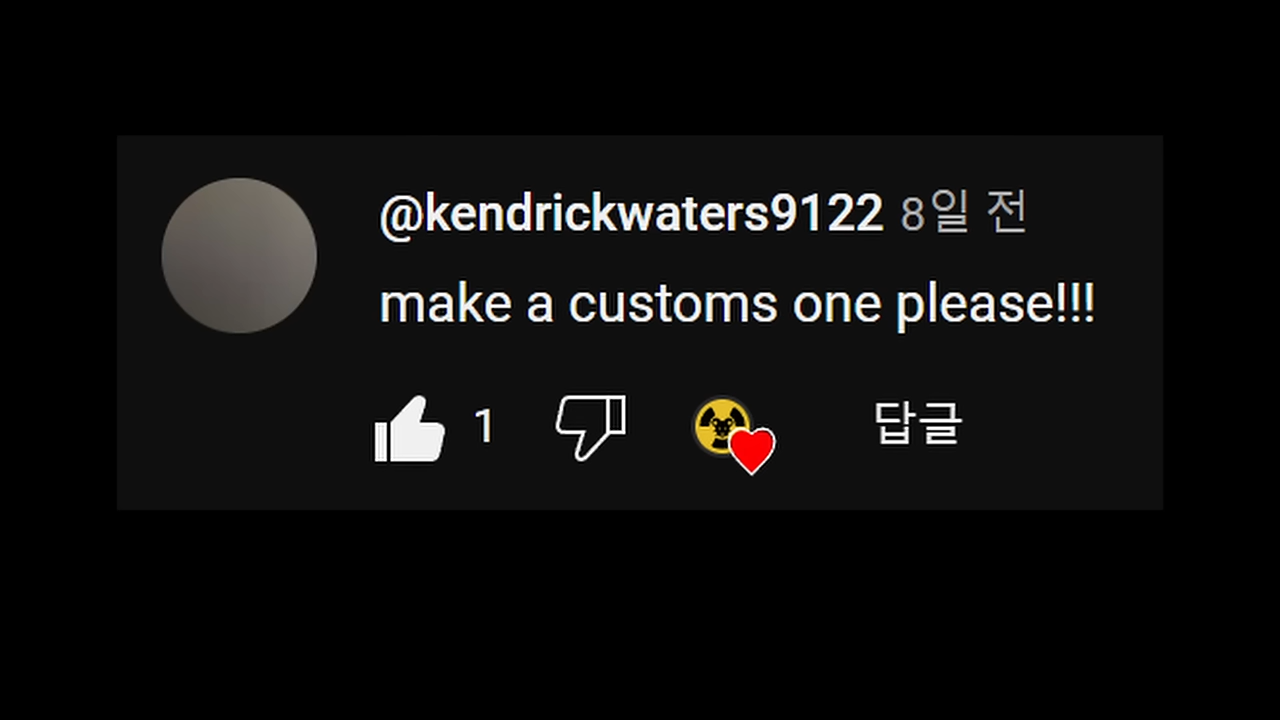 @kendrickwaters9122 8일 전
make a customs one please!!!
1 답글